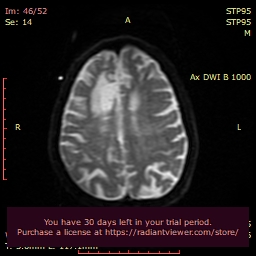 Im: 46/52
Se: 14
A
STP95
STP95
M
Ax DWI B 1000
R
L
You have 30 days left in your trial period.
Purchase a license at https://radiantviewer.com/store/